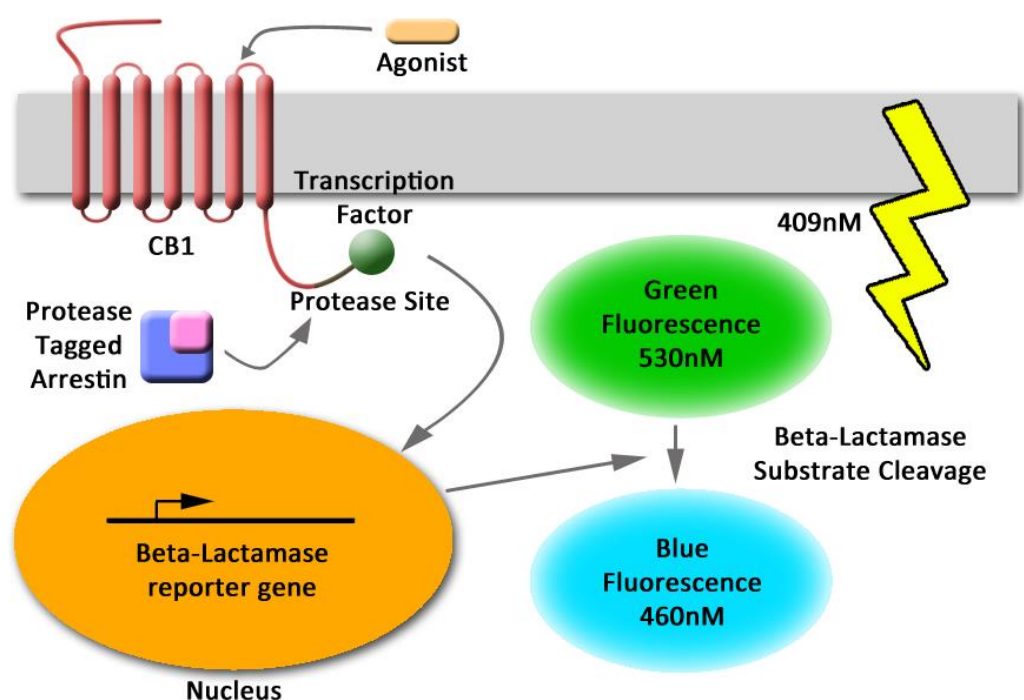 Agonist
Transcription
Factor
CB1
409nM
Protease Site
Protease
Tagged
Arrestin
Green
Fluorescence
530nM
Beta-Lactamase
Substrate Cleavage
Beta-Lactamase
reporter gene
Blue
Fluorescence
460nM
Nucleus